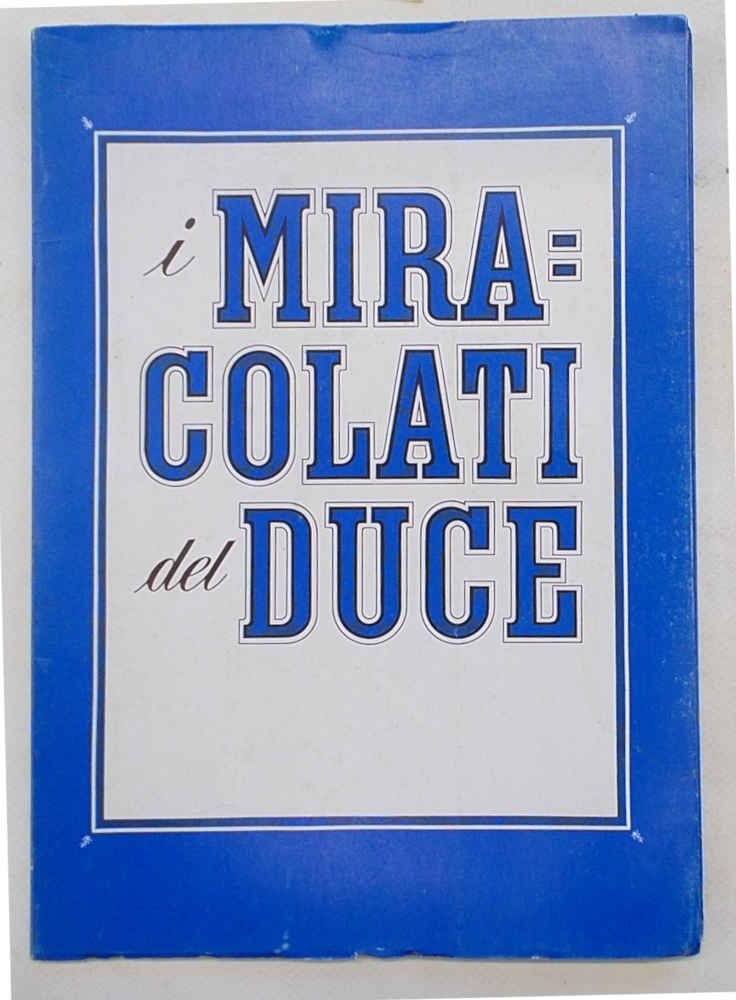 i MIRA=
COLATI
del DUCE